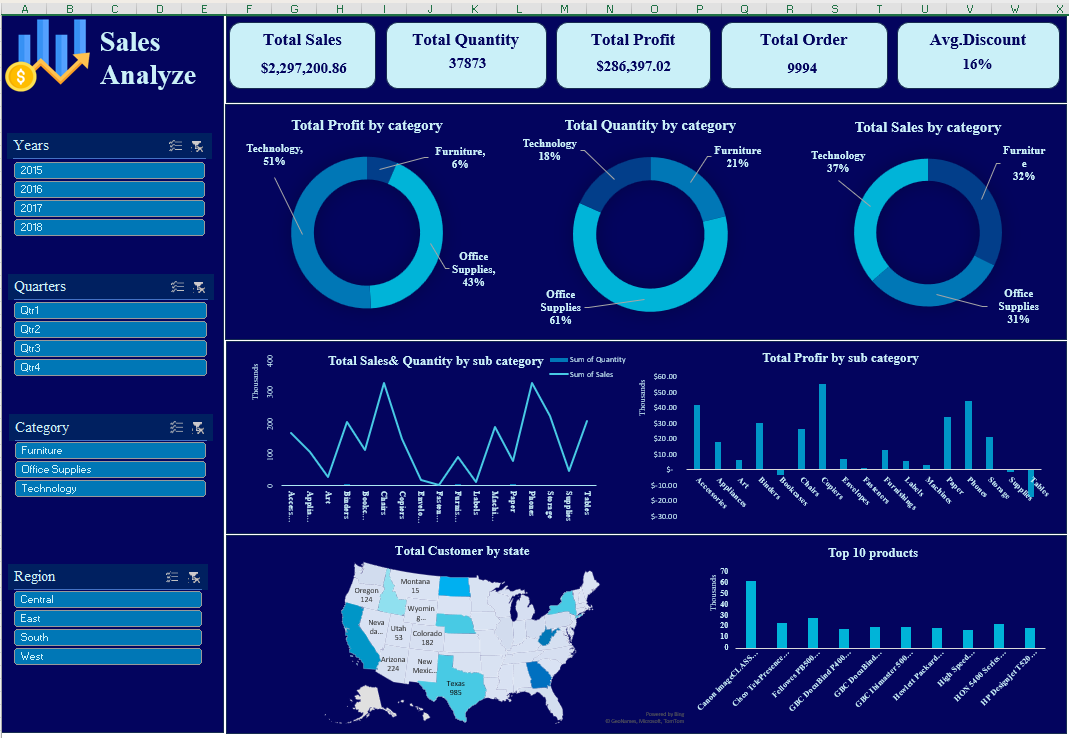 A B C D E F G H I J K L M N O P Q R S T U V W X
Sales
Analyze
Total Sales
$2,297,200.86
Total Quantity
37873
Total Profit
$286,397.02
Total Order
9994
Avg.Discount
16%
Years
2015
2016
2017
2018
Quarters
Qtr1
Qtr2
Qtr3
Qtr4
Category
Furniture
Office Supplies
Technology
Region
Central
East
South
West
Total Profit by category
Technology,
51%
Furniture,
6%
Office
Supplies,
43%
Total Quantity by category
Technology
18%
Furniture
21%
Office
Supplies
61%
Total Sales by category
Technology
37%
Furnitur
e
32%
Office
Supplies
31%
Total Sales& Quantity by sub category
Sum of Quantity
Sum of Sales
Thousands
400
300
200
100
0
Access...
Applia...
Art
Binders
Bookc...
Chairs
Copiers
Envelo...
Fasten...
Furnis...
Labels
Machi...
Paper
Phones
Storage
Supplies
Tables
Total Profir by sub category
Thousands
$60.00
$50.00
$40.00
$30.00
$20.00
$10.00
$-
$-10.00
$-20.00
$-30.00
Accessories
Appliances
Art
Binders
Bookcases
Chairs
Copiers
Envelopes
Fasteners
Furnishings
Labels
Machines
Paper
Phones
Storage
Supplies
Tables
Total Customer by state
Montana
15
Oregon
124
Wyomin
g...
Neva
da...
Utah
53
Colorado
182
Arizona
224
New
Mexic...
Texas
985
Powered by Bing
© GeoNames, Microsoft, TomTom
Top 10 products
Thousands
70
60
50
40
30
20
10
0
Canon imageCLASS...
Cisco TelePresence...
Fellowes PB500...
GBC DocuBind P400...
GBC DocuBind...
GBC Ibimaster 500...
Hewlett Packard...
High Speed...
HON 5400 Series...
HP DesignJet T520...